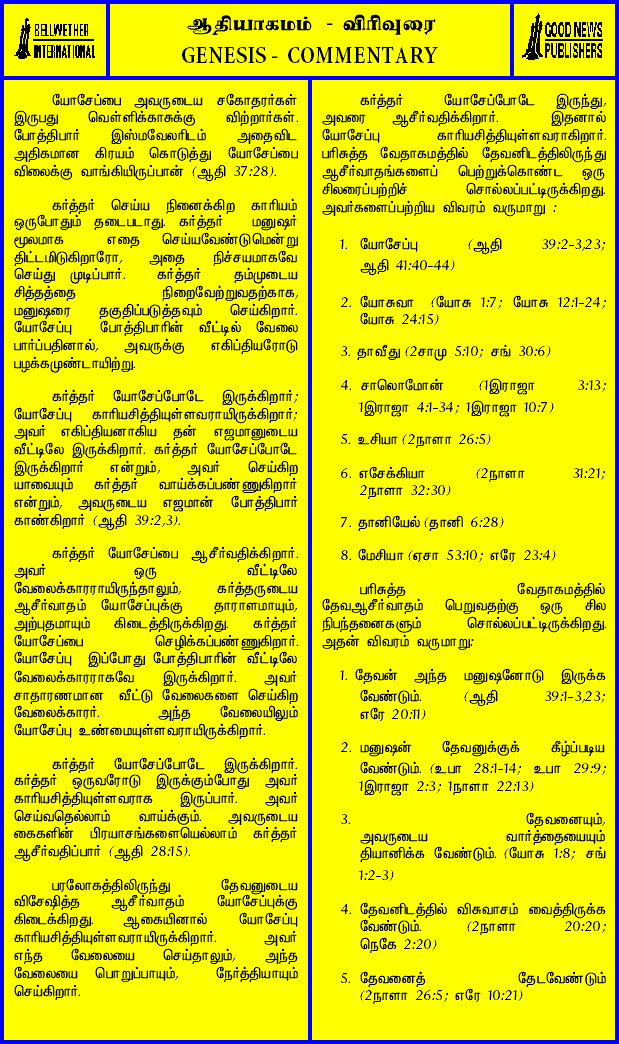 BELLWETHER
INTERNATIONAL
ஆதியாகமம் - விரிவுரை
GENESIS - COMMENTARY
GOOD NEWS
PUBLISHERS
யோசேப்பை அவருடைய சகோதரர்கள்
இருபது வெள்ளிக்காசுக்கு விற்றார்கள்.
போத்திபார் இஸ்மவேலரிடம் அதைவிட
அதிகமான கிரயம் கொடுத்து யோசேப்பை
விலைக்கு வாங்கியிருப்பான் (ஆதி 37:28).
கர்த்தர் செய்ய நினைக்கிற காரியம்
ஒருபோதும் தடைபடாது. கர்த்தர் மனுஷர்
மூலமாக எதை செய்யவேண்டுமென்று
திட்டமிடுகிறாரோ, அதை நிச்சயமாகவே
செய்து முடிப்பார். கர்த்தர் தம்முடைய
சித்தத்தை நிறைவேற்றுவதற்காக,
மனுஷரை தகுதிப்படுத்தவும் செய்கிறார்.
யோசேப்பு போத்திபாரின் வீட்டில் வேலை
பார்ப்பதினால், அவருக்கு எகிப்தியரோடு
பழக்கமுண்டாயிற்று.
கர்த்தர் யோசேப்போடே இருக்கிறார்;
யோசேப்பு காரியசித்தியுள்ளவராயிருக்கிறார்;
அவர் எகிப்தியனாகிய தன் எஜமானுடைய
வீட்டிலே இருக்கிறார். கர்த்தர் யோசேப்போடே
இருக்கிறார் என்றும், அவர் செய்கிற
யாவையும் கர்த்தர் வாய்க்கப்பண்ணுகிறார்
என்றும், அவருடைய எஜமான் போத்திபார்
காண்கிறார் (ஆதி 39:2,3).
கர்த்தர் யோசேப்பை ஆசீர்வதிக்கிறார்.
அவர் ஒரு வீட்டிலே
வேலைக்காரராயிருந்தாலும், கர்த்தருடைய
ஆசீர்வாதம் யோசேப்புக்கு தாராளமாயும்,
அற்புதமாயும் கிடைத்திருக்கிறது. கர்த்தர்
யோசேப்பை செழிக்கப்பண்ணுகிறார்.
யோசேப்பு இப்போது போத்திபாரின் வீட்டிலே
வேலைக்காரராகவே இருக்கிறார். அவர்
சாதாரணமான வீட்டு வேலைகளை செய்கிற
வேலைக்காரர். அந்த வேலையிலும்
யோசேப்பு உண்மையுள்ளவராயிருக்கிறார்.
கர்த்தர் யோசேப்போடே இருக்கிறார்.
கர்த்தர் ஒருவரோடு இருக்கும்போது அவர்
காரியசித்தியுள்ளவராக இருப்பார். அவர்
செய்வதெல்லாம் வாய்க்கும். அவருடைய
கைகளின் பிரயாசங்களையெல்லாம் கர்த்தர்
ஆசீர்வதிப்பார் (ஆதி 28:15).
பரலோகத்திலிருந்து தேவனுடைய
விசேஷித்த ஆசீர்வாதம் யோசேப்புக்கு
கிடைக்கிறது. ஆகையினால் யோசேப்பு
காரியசித்தியுள்ளவராயிருக்கிறார். அவர்
எந்த வேலையை செய்தாலும், அந்த
வேலையை பொறுப்பாயும், நேர்த்தியாயும்
செய்கிறார்.
கர்த்தர் யோசேப்போடே இருந்து,
அவரை ஆசீர்வதிக்கிறார். இதனால்
யோசேப்பு காரியசித்தியுள்ளவராகிறார்.
பரிசுத்த வேதாகமத்தில் தேவனிடத்திலிருந்து
ஆசீர்வாதங்களைப் பெற்றுக்கொண்ட ஒரு
சிலரைப்பற்றிச் சொல்லப்பட்டிருக்கிறது.
அவர்களைப்பற்றிய விவரம் வருமாறு :
1. யோசேப்பு (ஆதி 39:2-3,23;
ஆதி 41:40-44)
2. யோசுவா (யோசு 1:7; யோசு 12:1-24;
யோசு 24:15)
3. தாவீது (2சாமு 5:10; சங் 30:6)
4. சாலொமோன் (1இராஜா 3:13;
1இராஜா 4:1-34; 1இராஜா 10:7)
5. உசியா (2நாளா 26:5)
6. எசேக்கியா (2நாளா 31:21;
2நாளா 32:30)
7. தானியேல் (தானி 6:28)
8. மேசியா (ஏசா 53:10; எரே 23:4)
பரிசுத்த வேதாகமத்தில்
தேவஆசீர்வாதம் பெறுவதற்கு ஒரு சில
நிபந்தனைகளும் சொல்லப்பட்டிருக்கிறது.
அதன் விவரம் வருமாறு:
1. தேவன் அந்த மனுஷனோடு இருக்க
வேண்டும். (ஆதி 39:1-3,23;
எரே 20:11)
2. மனுஷன் தேவனுக்குக் கீழ்ப்படிய
வேண்டும். (உபா 28:1-14; உபா 29:9;
1இராஜா 2:3; 1நாளா 22:13)
3. தேவனையும்,
அவருடைய வார்த்தையையும்
தியானிக்க வேண்டும். (யோசு 1:8; சங்
1:2-3)
4. தேவனிடத்தில் விசுவாசம் வைத்திருக்க
வேண்டும். (2நாளா 20:20;
நெகே 2:20)
5. தேவனைத் தேடவேண்டும்
(2நாளா 26:5; எரே 10:21)